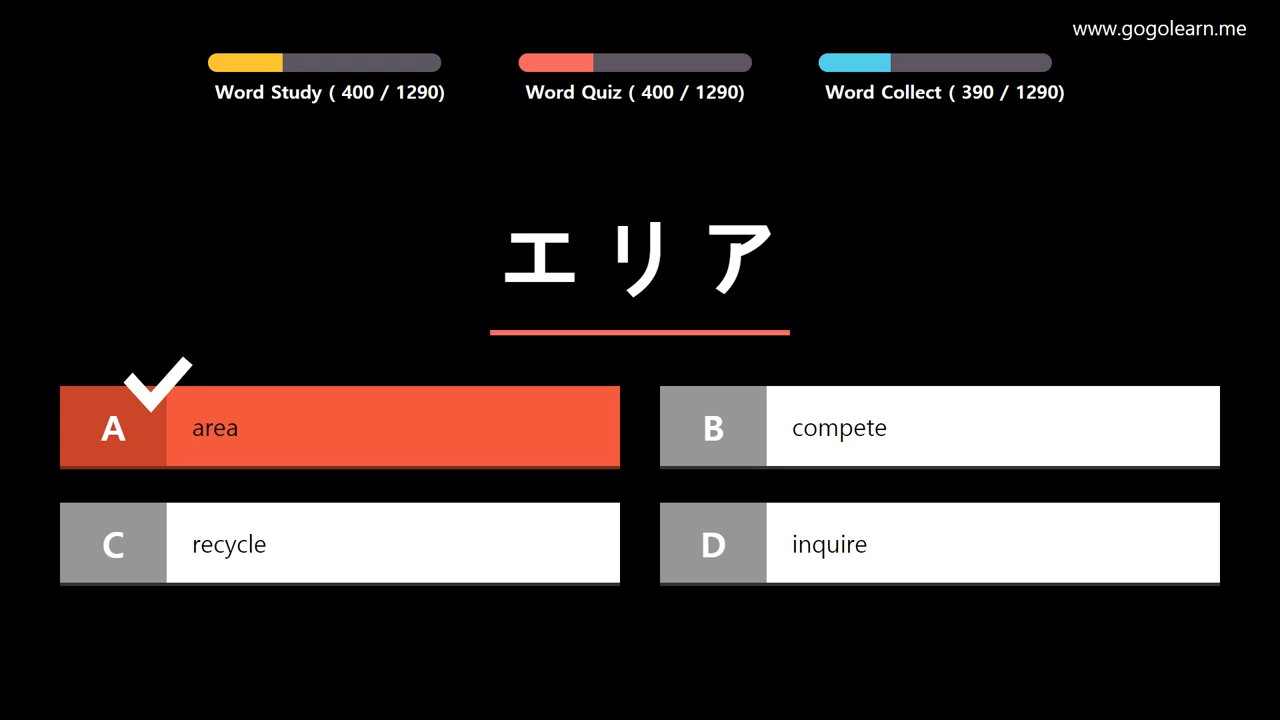 www.gogolearn.me
Word Study ( 400 / 1290)
Word Quiz ( 400 / 1290)
Word Collect ( 390 / 1290)
エリア
A area
B compete
C recycle
D inquire